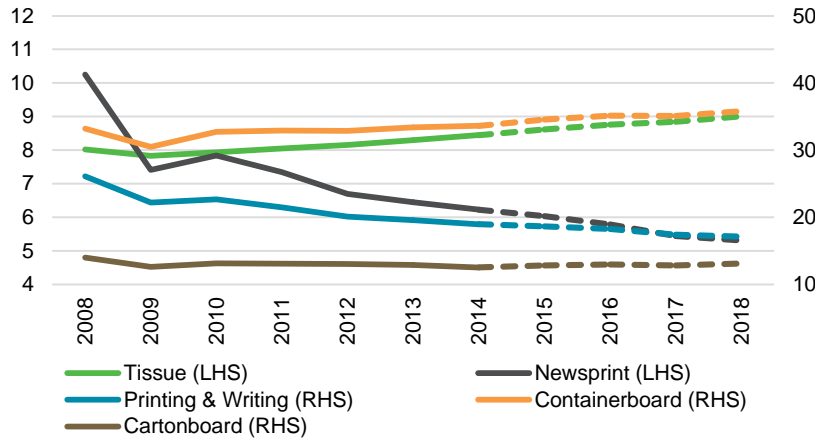 12 50
11
10 40
9
8 30
7
6 20
5
4 10
2008 2009 2010 2011 2012 2013 2014 2015 2016 2017 2018
Tissue (LHS) Newsprint (LHS)
Printing & Writing (RHS) Containerboard (RHS)
Cartonboard (RHS)